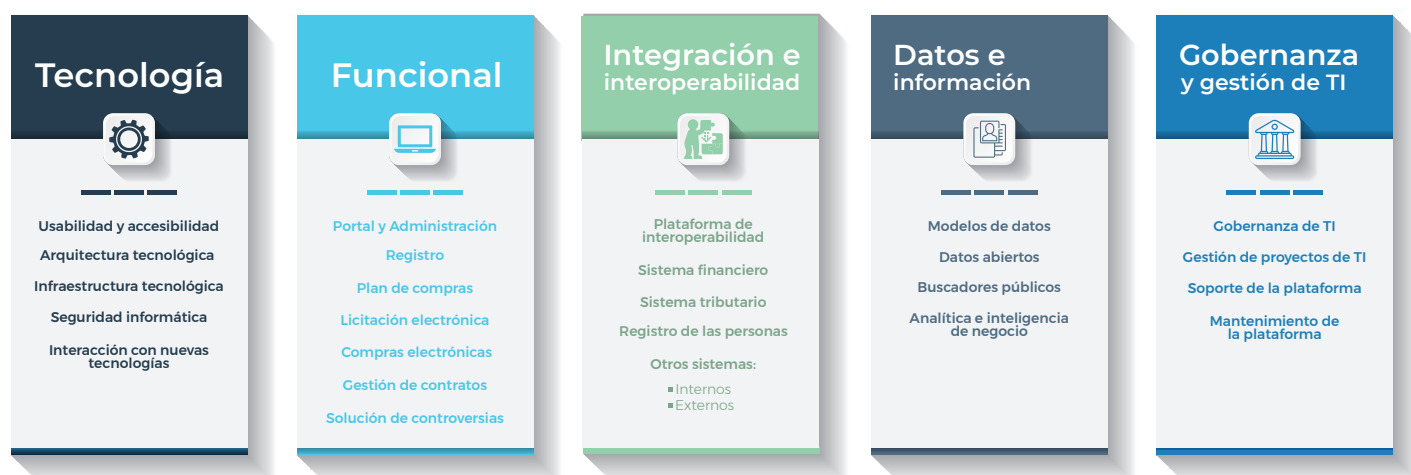 Tecnología
Usabilidad y accesibilidad
Arquitectura tecnológica
Infraestructura tecnológica
Seguridad informática
Interacción con nuevas
tecnologías
Funcional
Portal y Administración
Registro
Plan de compras
Licitación electrónica
Compras electrónicas
Gestión de contratos
Solución de controversias
Integración e
interoperabilidad
Plataforma de
interoperabilidad
Sistema financiero
Sistema tributario
Registro de las personas
Otros sistemas:
▪Internos
▪Externos
Datos e
información
Modelos de datos
Datos abiertos
Buscadores públicos
Analítica e inteligencia
de negocio
Gobernanza
y gestión de TI
Gobernanza de TI
Gestión de proyectos de TI
Soporte de la plataforma
Mantenimiento de
la plataforma